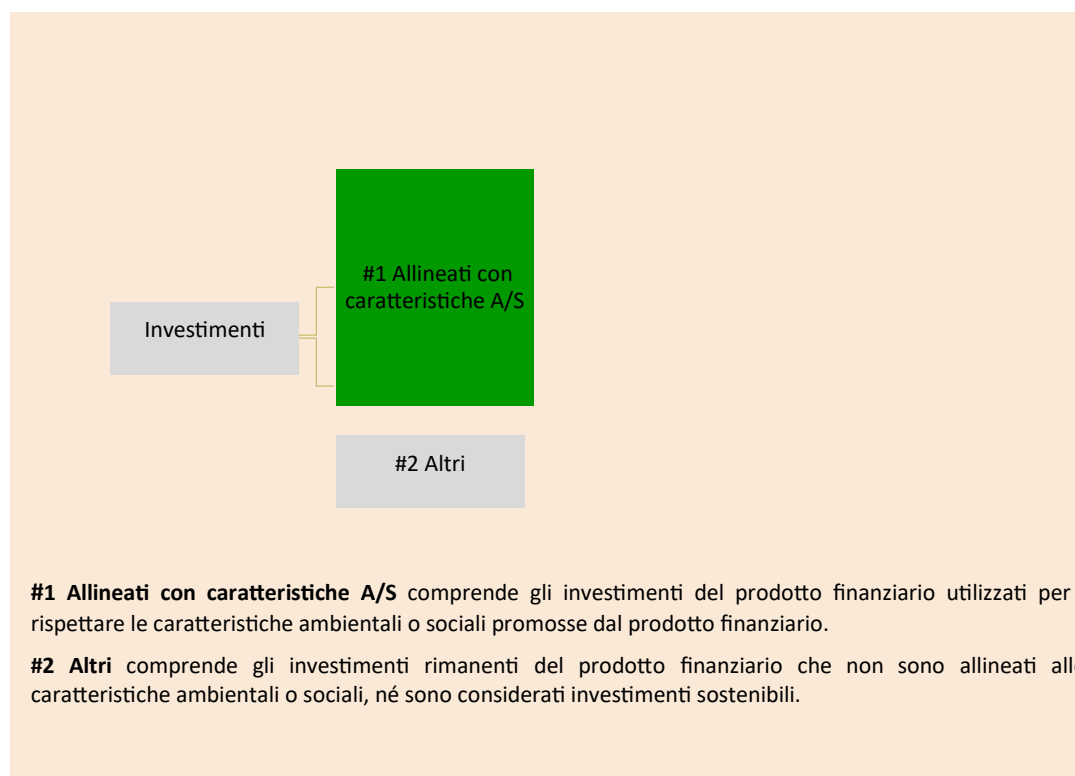 #1 Allineati con
caratteristiche A/S
Investimenti
#2 Altri
#1 Allineati con caratteristiche A/S comprende gli investimenti del prodotto finanziario utilizzati per
rispettare le caratteristiche ambientali o sociali promosse dal prodotto finanziario.
#2 Altri comprende gli investimenti rimanenti del prodotto finanziario che non sono allineati alle
caratteristiche ambientali o sociali, né sono considerati investimenti sostenibili.